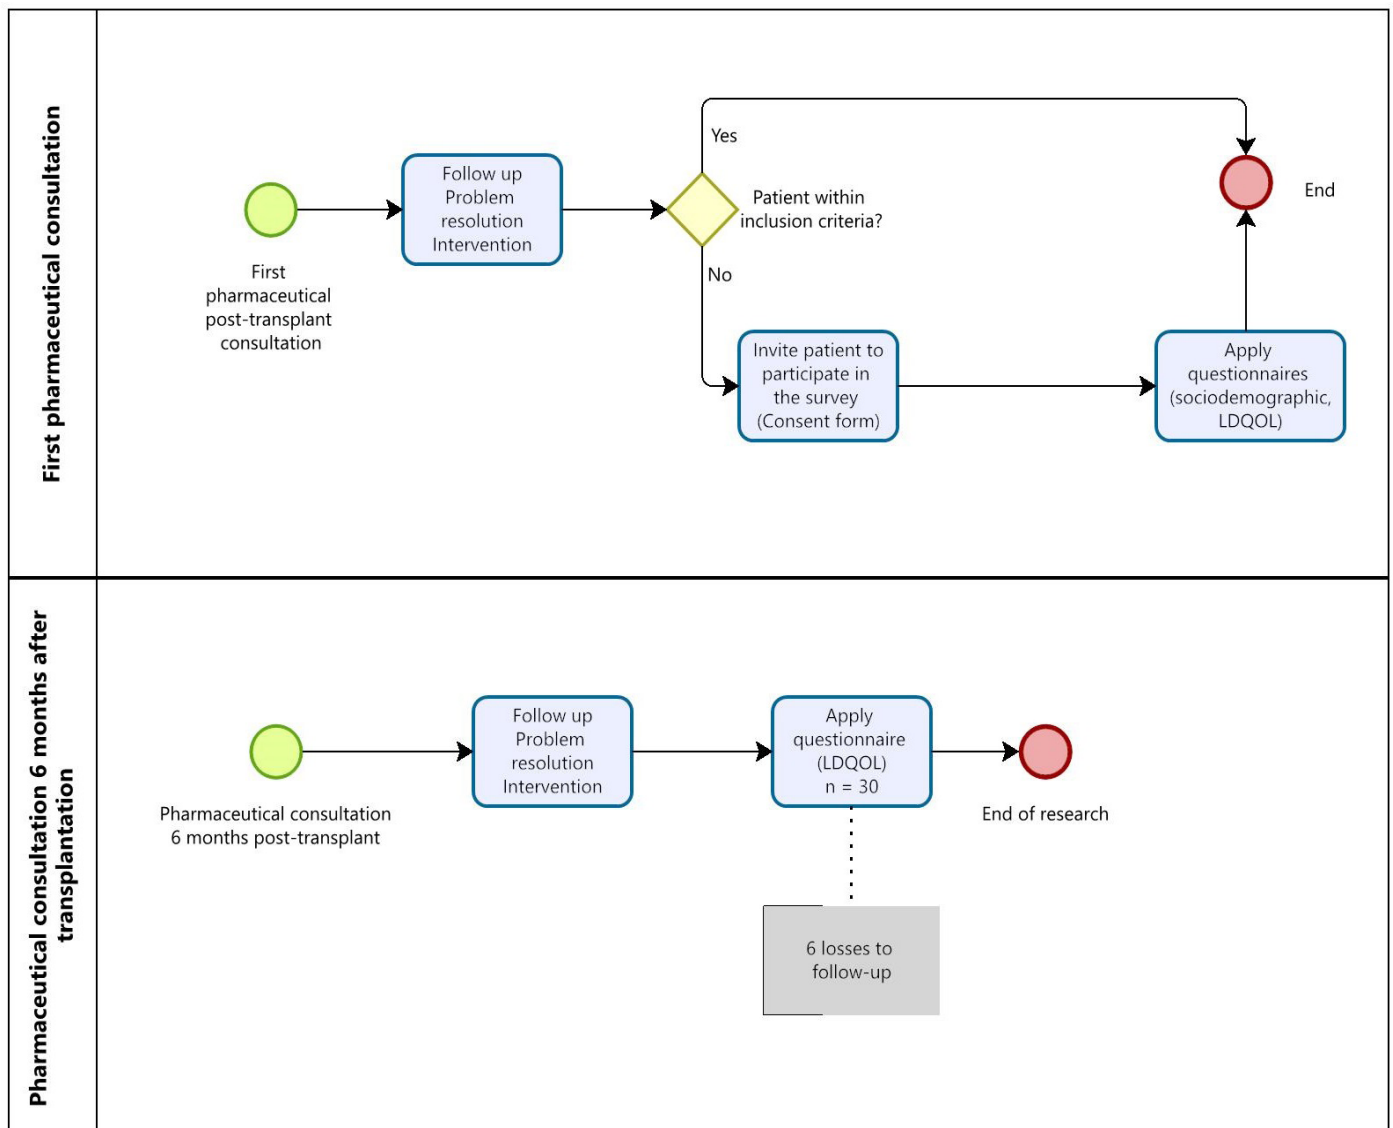 First pharmaceutical consultation
First
pharmaceutical
post-transplant
consultation
Follow up
Problem
resolution
Intervention
Yes
Patient within
inclusion criteria?
No
Invite patient to
participate in
the survey
(Consent form)
Apply
questionnaires
(sociodemographic,
LDQOL)
End
Pharmaceutical consultation 6 months after
transplantation
Pharmaceutical consultation
6 months post-transplant
Follow up
Problem
resolution
Intervention
Apply
questionnaire
(LDQOL)
n = 30
6 losses to
follow-up
End of research